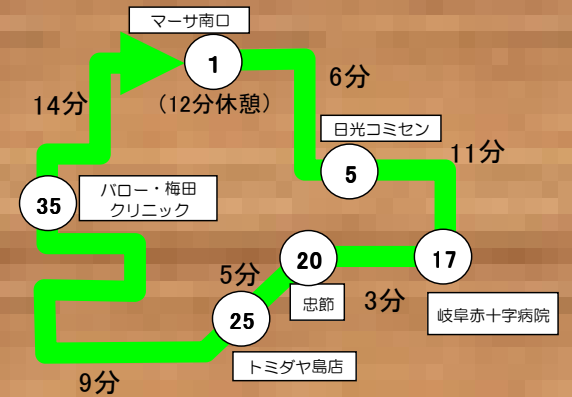 マーサ南口
1
（12分休憩）
6分
14分
日光コミセン
5
11分
バロー・梅田
クリニック
35
17
岐阜赤十字病院
20
忠節
3分
5分
25
トミダヤ島店
9分